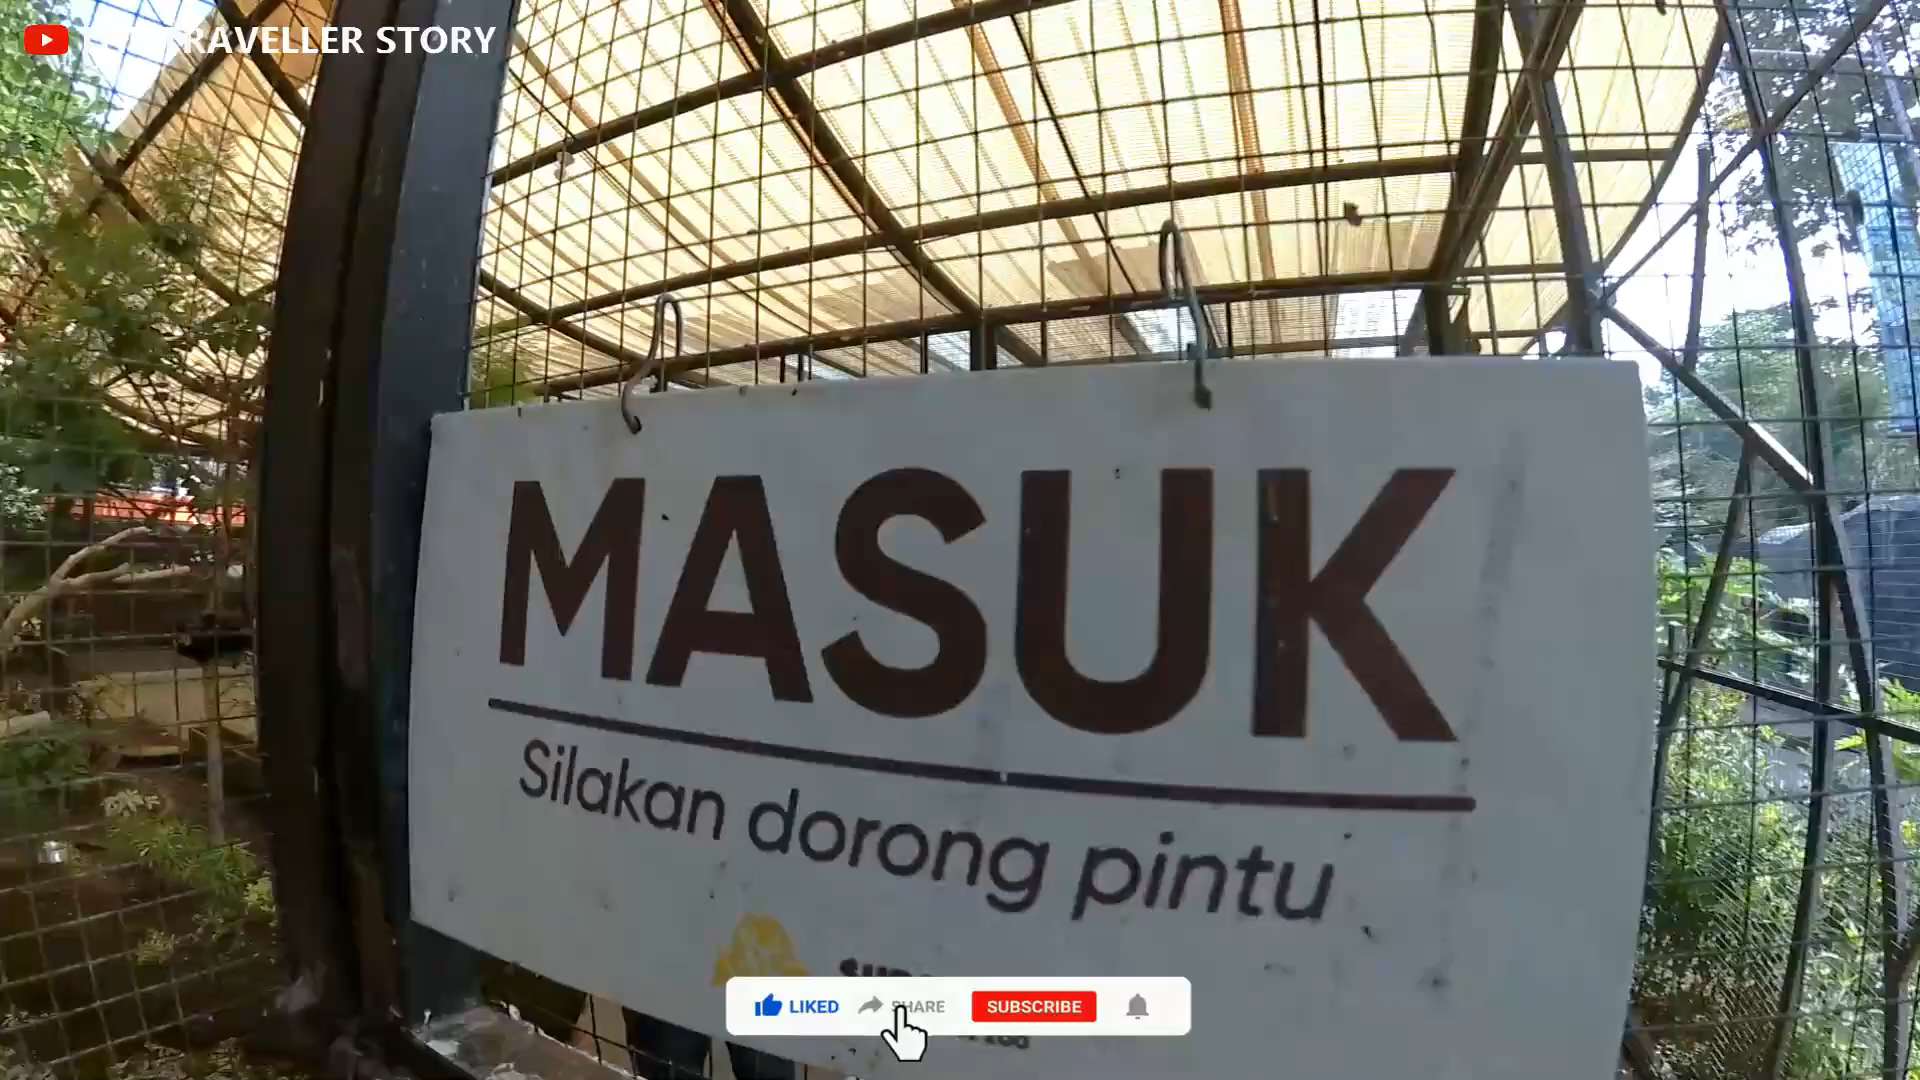 TRAVELLER STORY
MASUK
Silakan dorong pintu
LIKED
SHARE
SUBSCRIBE